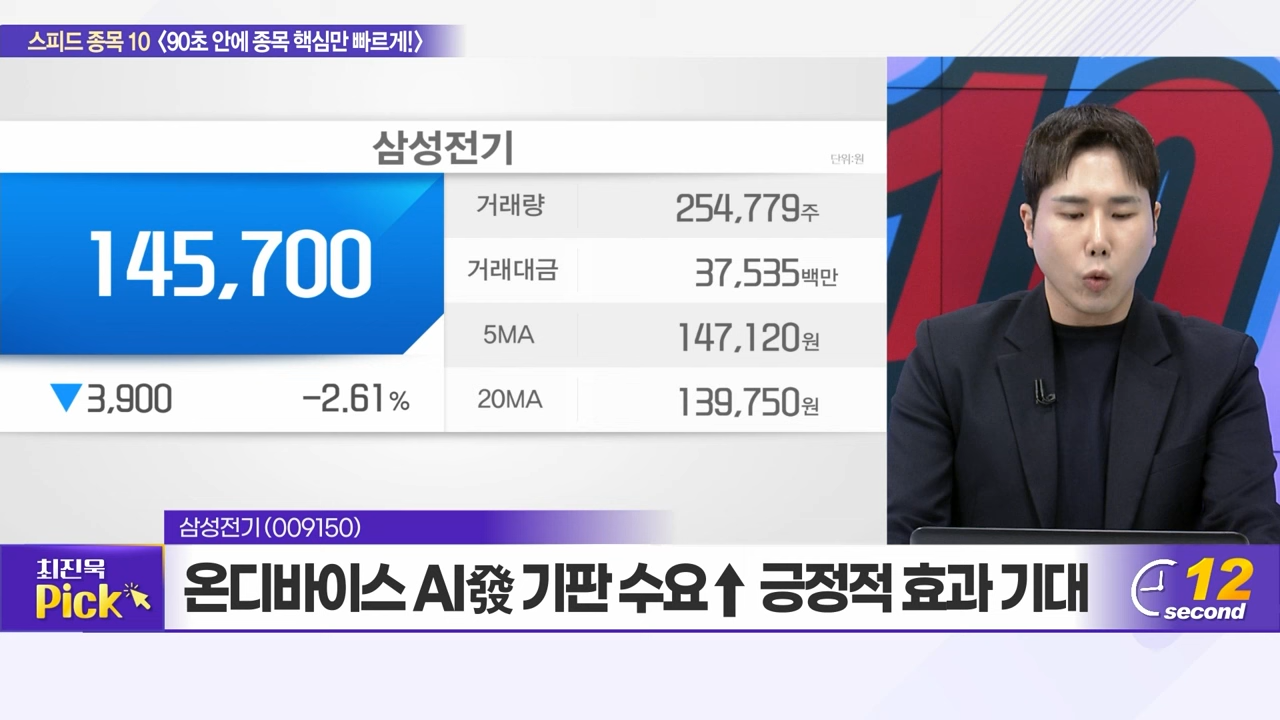 스피드 종목 10 〈90초 안에 종목 핵심만 빠르게!〉
삼성전기
단위:원
145,700
▼3,900 -2.61%
거래량 254,779주
거래대금 37,535백만
5MA 147,120원
20MA 139,750원
10
삼성전기(009150)
최진욱
Pick
온디바이스 AI發 기판 수요↑ 긍정적 효과 기대
12
second